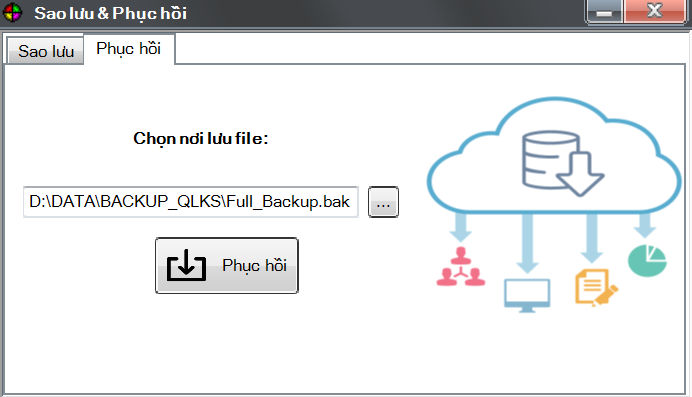 Sao lưu & Phục hồi
Sao lưu
Phục hồi
Chọn nơi lưu file:
D:\DATA\BACKUP_QLKS\Full_Backup.bak
...
Phục hồi